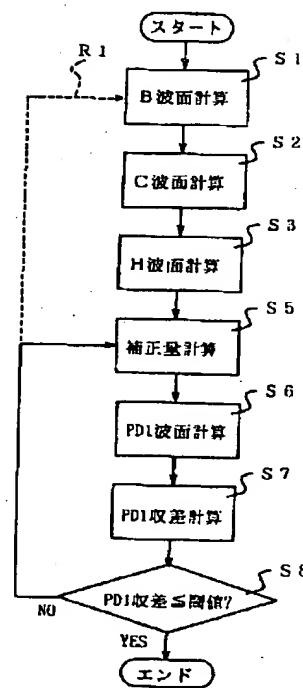 スタート
R1
S1
B波面計算
S2
C波面計算
S3
H波面計算
S5
補正量計算
S6
PD1波面計算
S7
PD1収差計算
S8
PD1収差≦閾値?
NO
YES
エンド